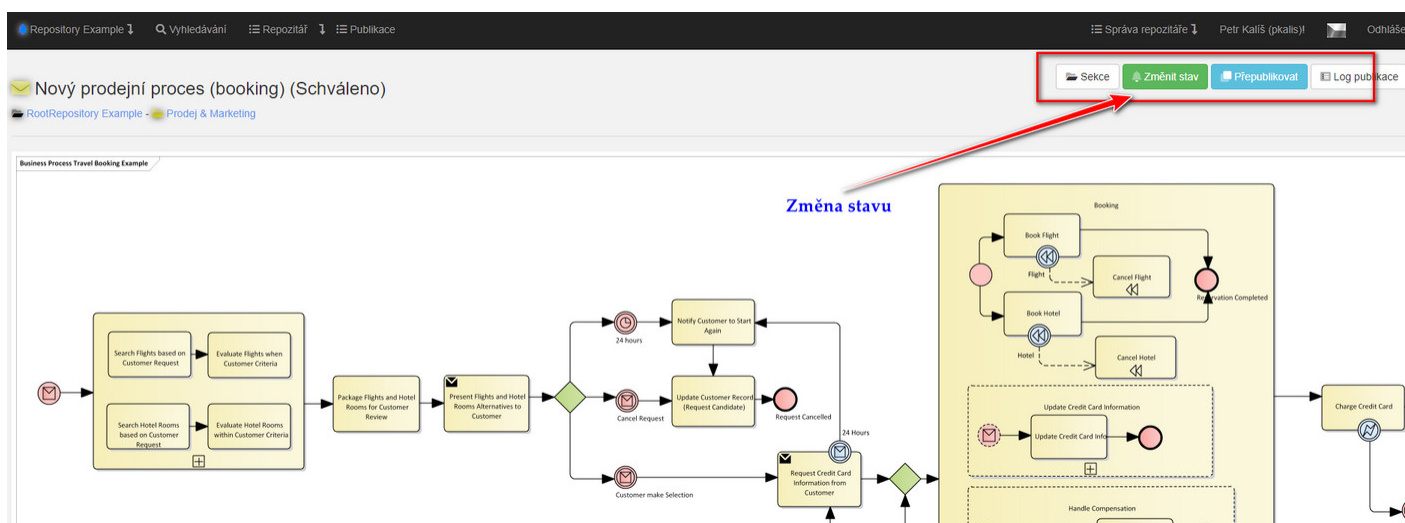 Repository Example Vyhledávání Repozitář Publikace Správa repozitáře Petr Kalíš (pkalis)! Odhláše
Nový prodejní proces (booking) (Schváleno)
Sekce Změnit stav Přepublikovat Log publikace
RootRepository Example - Prodej & Marketing
Business Process Travel Booking Example
Změna stavu
Search Flights based on
Customer Request
Evaluate Flights when
Customer Criteria
Search Hotel Rooms
based on Customer
Request
Evaluate Hotel Rooms
within Customer Criteria
Package Flights and Hotel
Rooms for Customer
Review
Present Flights and Hotel
Rooms Alternatives to
Customer
24 hours
Notify Customer to Start
Again
Cancel Request
Update Customer Record
(Request Candidate)
Request Cancelled
Customer make Selection
24 Hours
Request Credit Card
Information from
Customer
Booking
Book Flight
Flight
Cancel Flight
Reservation Completed
Book Hotel
Hotel
Cancel Hotel
Update Credit Card Information
Update Credit Card Info
Handle Compensation
Charge Credit Card